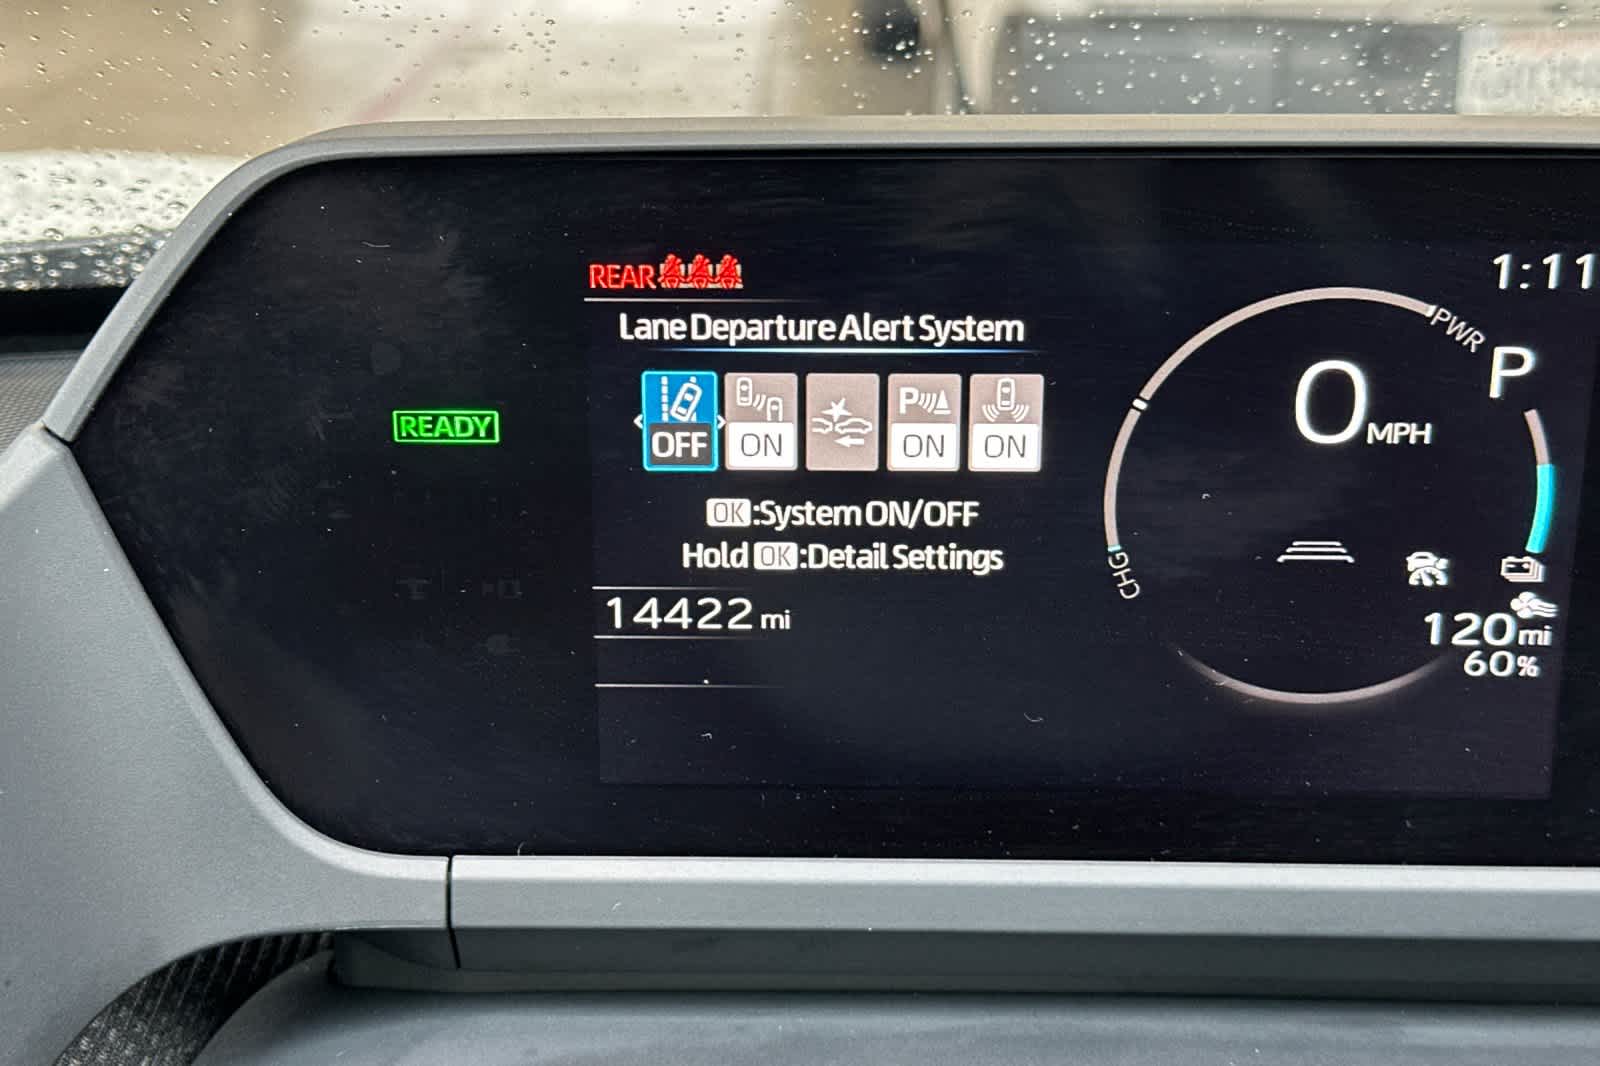 1:11
REAR
Lane Departure Alert System
PWR
P
OFF
ON
P
ON
ON
0 MPH
OK:System ON/OFF
READY
Hold OK:Detail Settings
CHG
14422 mi
120mi
60%